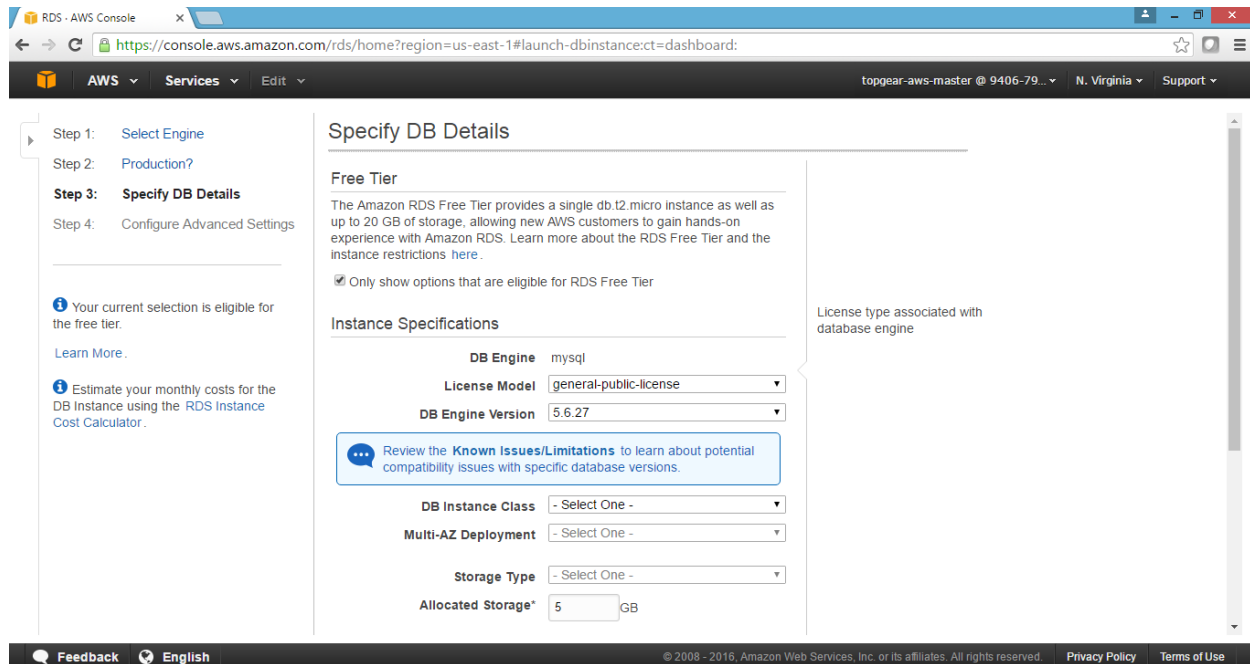 RDS - AWS Console
https://console.aws.amazon.com/rds/home?region=us-east-1#launch-dbinstance:ct=dashboard:
AWS Services Edit topgear-aws-master @ 9406-79... N. Virginia Support
Step 1: Select Engine
Step 2: Production?
Step 3: Specify DB Details
Step 4: Configure Advanced Settings
Your current selection is eligible for
the free tier.
Learn More.
Estimate your monthly costs for the
DB Instance using the RDS Instance
Cost Calculator.
Specify DB Details
Free Tier
The Amazon RDS Free Tier provides a single db.t2.micro instance as well as
up to 20 GB of storage, allowing new AWS customers to gain hands-on
experience with Amazon RDS. Learn more about the RDS Free Tier and the
instance restrictions here.
Only show options that are eligible for RDS Free Tier
Instance Specifications
DB Engine mysql
License Model general-public-license
DB Engine Version 5.6.27
Review the Known Issues/Limitations to learn about potential
compatibility issues with specific database versions.
DB Instance Class - Select One -
Multi-AZ Deployment - Select One -
Storage Type - Select One -
Allocated Storage* 5 GB
License type associated with
database engine
Feedback English © 2008 - 2016, Amazon Web Services, Inc. or its affiliates. All rights reserved. Privacy Policy Terms of Use